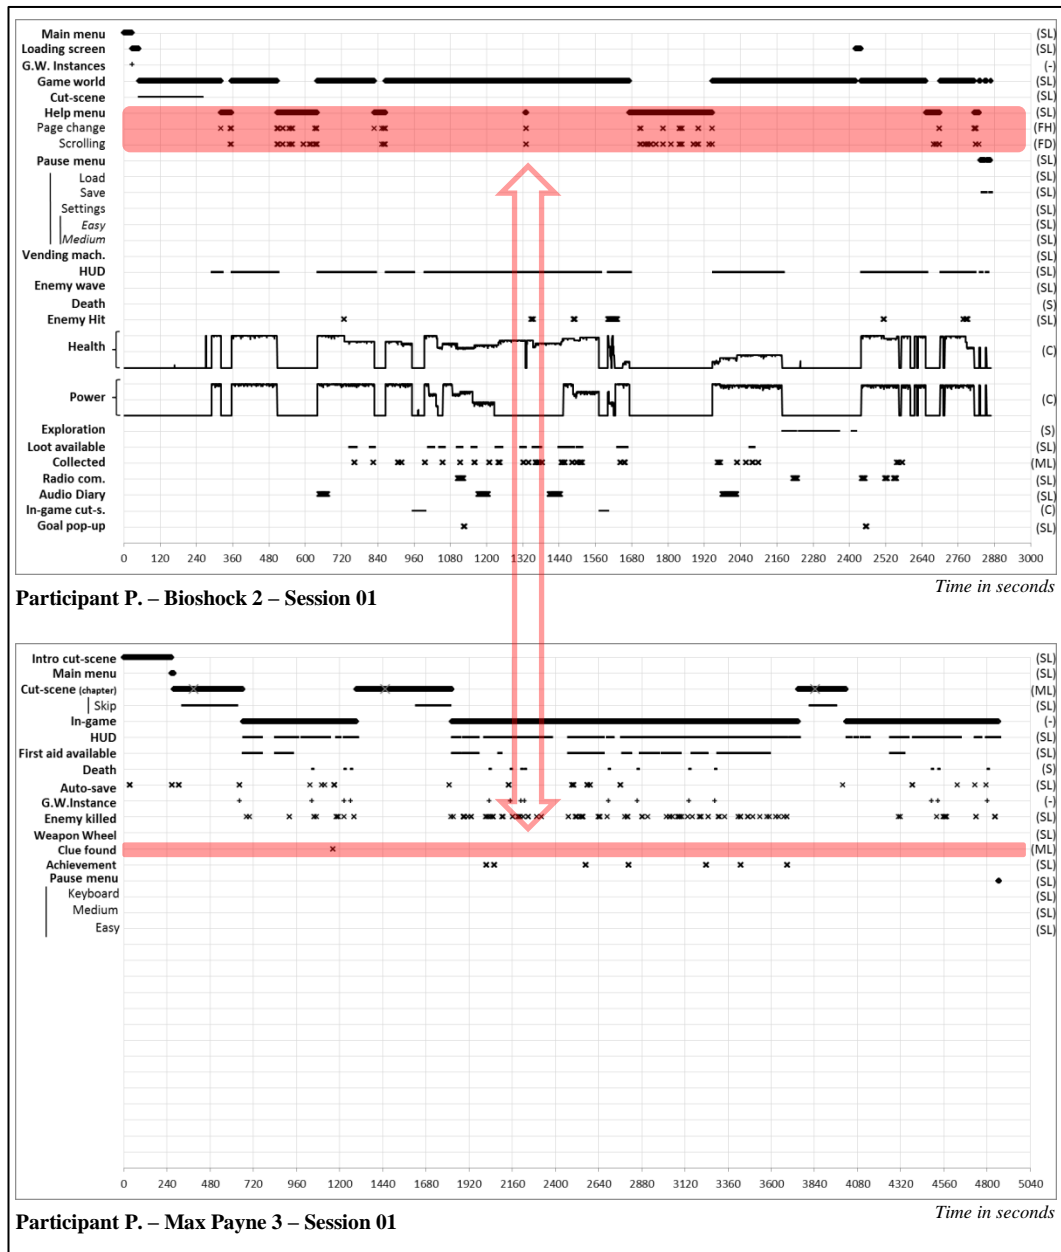 Main menu (SL)
Loading screen (SL)
G.W. Instances (-)
Game world (SL)
Cut-scene (SL)
Help menu (SL)
Page change (FH)
Scrolling (FD)
Pause menu (SL)
Load (SL)
Save (SL)
Settings (SL)
Easy (SL)
Medium (SL)
Vending mach. (SL)
HUD (SL)
Enemy wave (SL)
Death (S)
Enemy Hit (SL)
Health (C)
Power (C)
Exploration (S)
Loot available (SL)
Collected (ML)
Radio com. (SL)
Audio Diary (SL)
In-game cut-s. (C)
Goal pop-up (SL)
0 120 240 360 480 600 720 840 960 1080 1200 1320 1440 1560 1680 1800 1920 2040 2160 2280 2400 2520 2640 2760 2880 3000
Time in seconds
Participant P. – Bioshock 2 – Session 01
Intro cut-scene (SL)
Main menu (SL)
Cut-scene (chapter) (ML)
Skip (SL)
In-game (-)
HUD (SL)
First aid available (SL)
Death (S)
Auto-save (SL)
G.W.Instance (-)
Enemy killed (SL)
Weapon Wheel (SL)
Clue found (ML)
Achievement (SL)
Pause menu (SL)
Keyboard (SL)
Medium (SL)
Easy (SL)
0 240 480 720 960 1200 1440 1680 1920 2160 2400 2640 2880 3120 3360 3600 3840 4080 4320 4560 4800 5040
Time in seconds
Participant P. – Max Payne 3 – Session 01